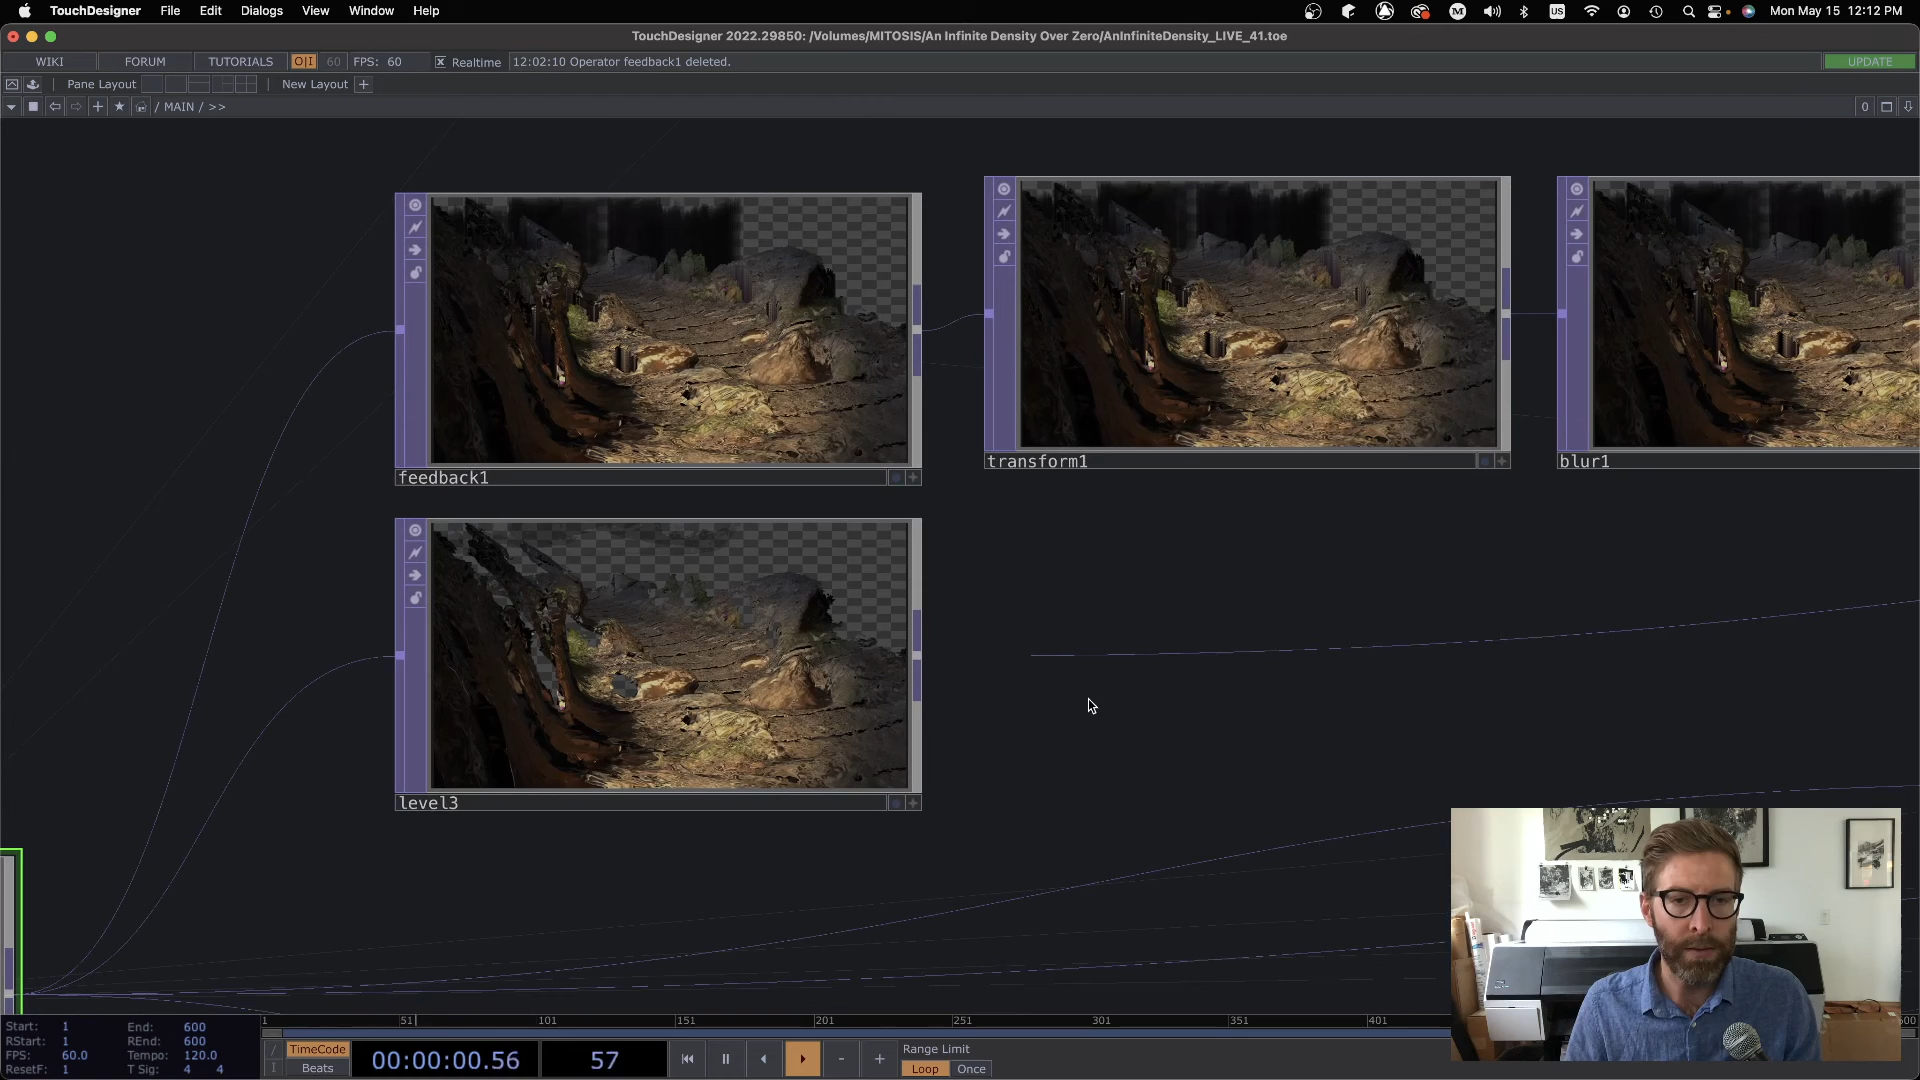 TouchDesigner File Edit Dialogs View Window Help US Mon May 15 12:12 PM
TouchDesigner 2022.29850: /Volumes/MITOSIS/An Infinite Density Over Zero/AnInfiniteDensity_LIVE_41.toe
WIKI FORUM TUTORIALS O|I 60 FPS: 60 Realtime 12:02:10 Operator feedback1 deleted. UPDATE
Pane Layout New Layout +
/ MAIN / >> 0
transform1 blur1
feedback1
level3
1 51 101 151 201 251 301 351 401
Start: 1 End: 600
RStart: 1 REnd: 600
FPS: 60.0 Tempo: 120.0
ResetF: 1 T Sig: 4 4
TimeCode
Beats
00:00:00.56 57
- +
Range Limit
Loop Once